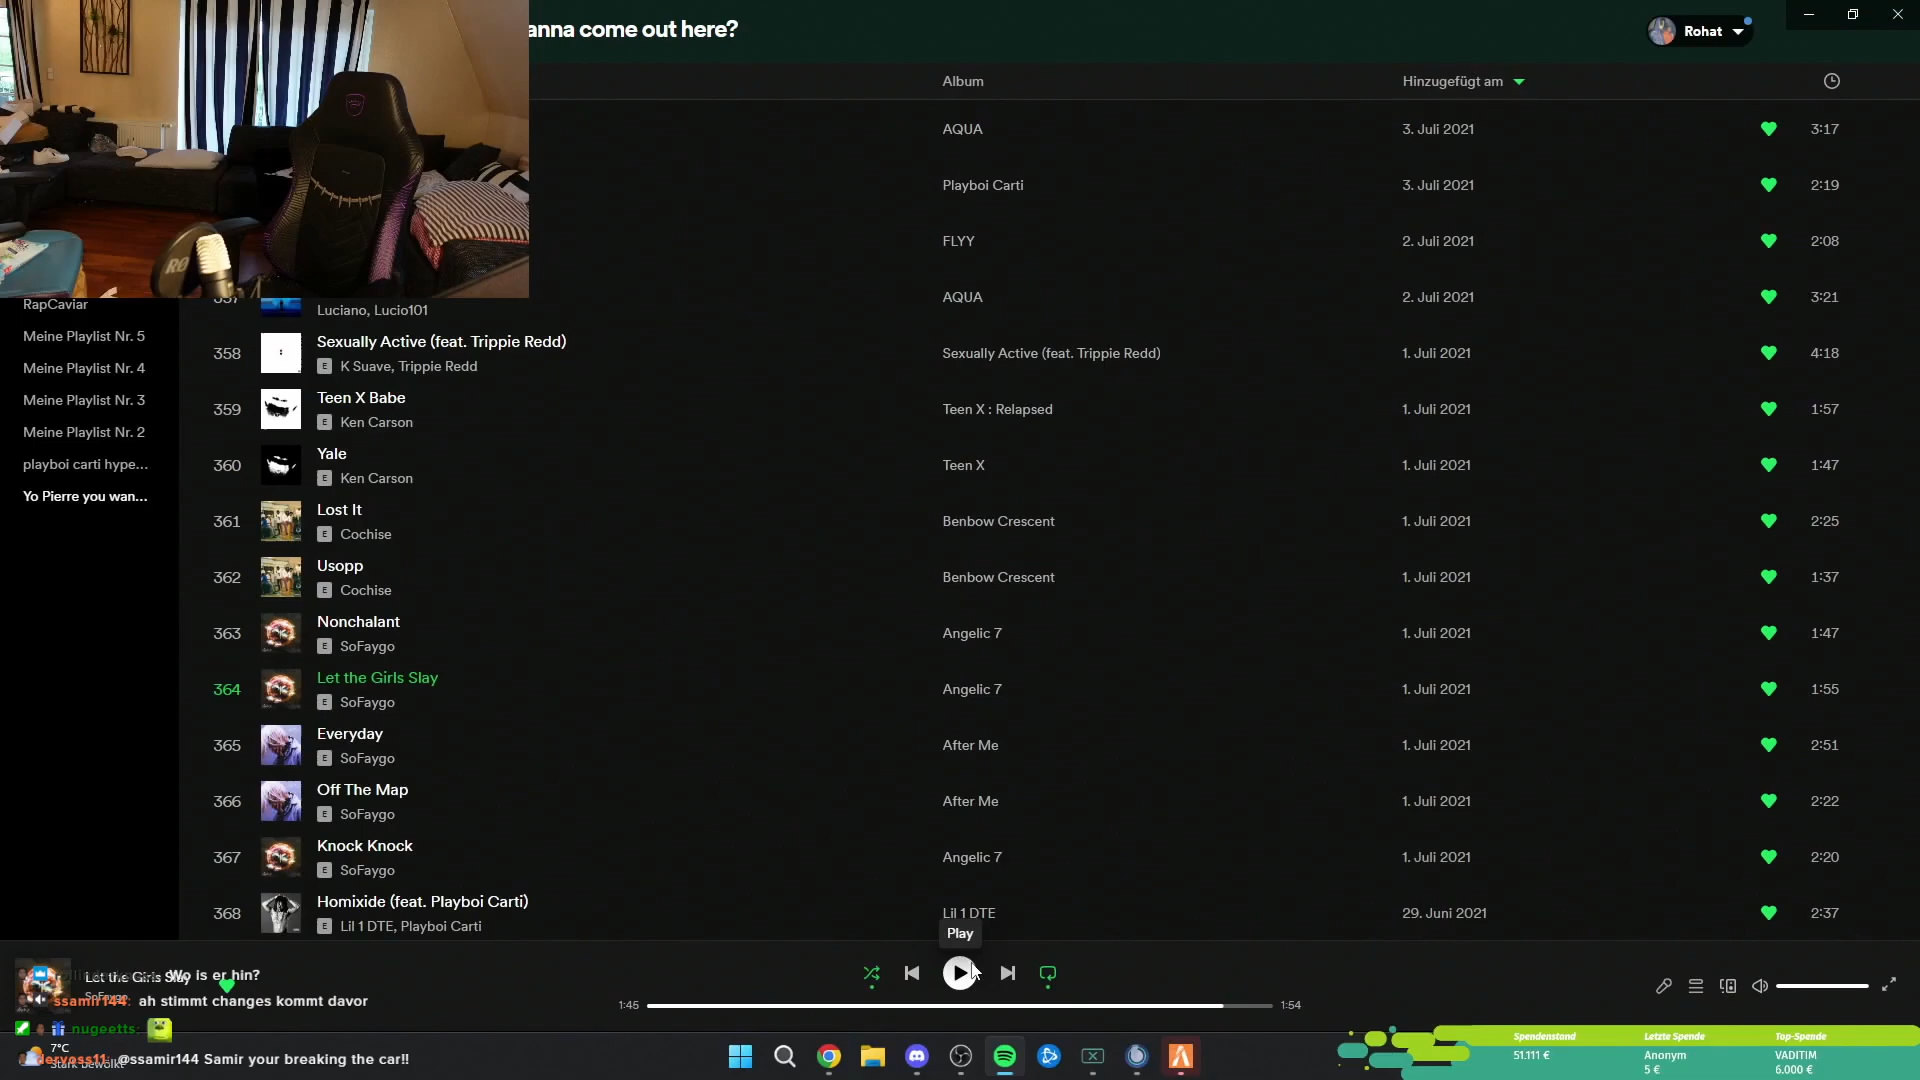 anna come out here?
Rohat
Album
Hinzugefügt am
AQUA
3. Juli 2021
3:17
Playboi Carti
3. Juli 2021
2:19
FLYY
2. Juli 2021
2:08
Luciano, Lucio101
AQUA
2. Juli 2021
3:21
358
Sexually Active (feat. Trippie Redd)
E K Suave, Trippie Redd
Sexually Active (feat. Trippie Redd)
1. Juli 2021
4:18
359
Teen X Babe
E Ken Carson
Teen X : Relapsed
1. Juli 2021
1:57
360
Yale
E Ken Carson
Teen X
1. Juli 2021
1:47
361
Lost It
E Cochise
Benbow Crescent
1. Juli 2021
2:25
362
Usopp
E Cochise
Benbow Crescent
1. Juli 2021
1:37
363
Nonchalant
E SoFaygo
Angelic 7
1. Juli 2021
1:47
364
Let the Girls Slay
E SoFaygo
Angelic 7
1. Juli 2021
1:55
365
Everyday
E SoFaygo
After Me
1. Juli 2021
2:51
366
Off The Map
E SoFaygo
After Me
1. Juli 2021
2:22
367
Knock Knock
E SoFaygo
Angelic 7
1. Juli 2021
2:20
368
Homixide (feat. Playboi Carti)
E Lil 1 DTE, Playboi Carti
Lil 1 DTE
29. Juni 2021
2:37
RapCaviar
Meine Playlist Nr. 5
Meine Playlist Nr. 4
Meine Playlist Nr. 3
Meine Playlist Nr. 2
playboi carti hype...
Yo Pierre you wan...
Play
1:45
1:54
Let the Girls Slay
Wo is er hin?
ssamir144: ah stimmt changes kommt davor
nugeetts:
@ssamir144 Samir your breaking the car!!
7°C
Stark bewölkt
Spendenstand
51.111 €
Letzte Spende
Anonym
5 €
Top-Spende
VADITIM
6.000 €